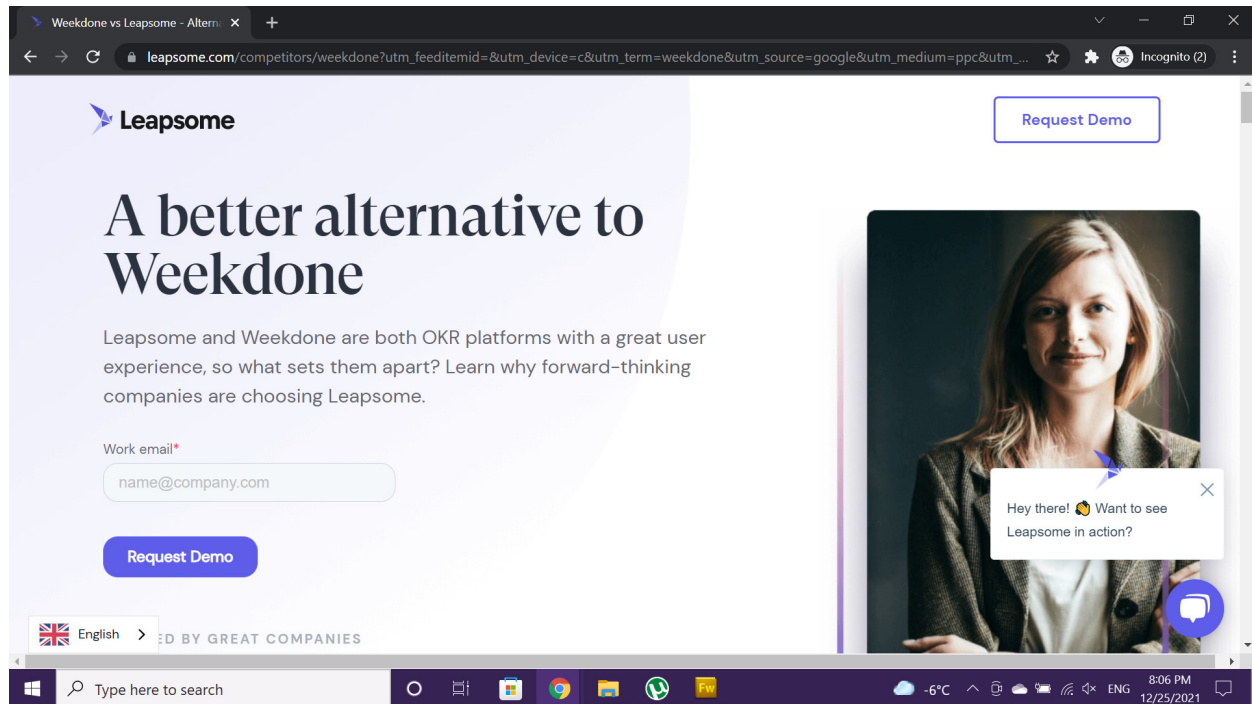 Weekdone vs Leapsome - Altern
leapsome.com/competitors/weekdone?utm_feeditemid=&utm_device=c&utm_term=weekdone&utm_source=google&utm_medium=ppc&utm_...
Incognito (2)
Leapsome
Request Demo
A better alternative to
Weekdone
Leapsome and Weekdone are both OKR platforms with a great user
experience, so what sets them apart? Learn why forward-thinking
companies are choosing Leapsome.
Work email*
name@company.com
Request Demo
Hey there! 👏 Want to see
Leapsome in action?
English
ED BY GREAT COMPANIES
Type here to search
Fw
-6°C
ENG
8:06 PM
12/25/2021